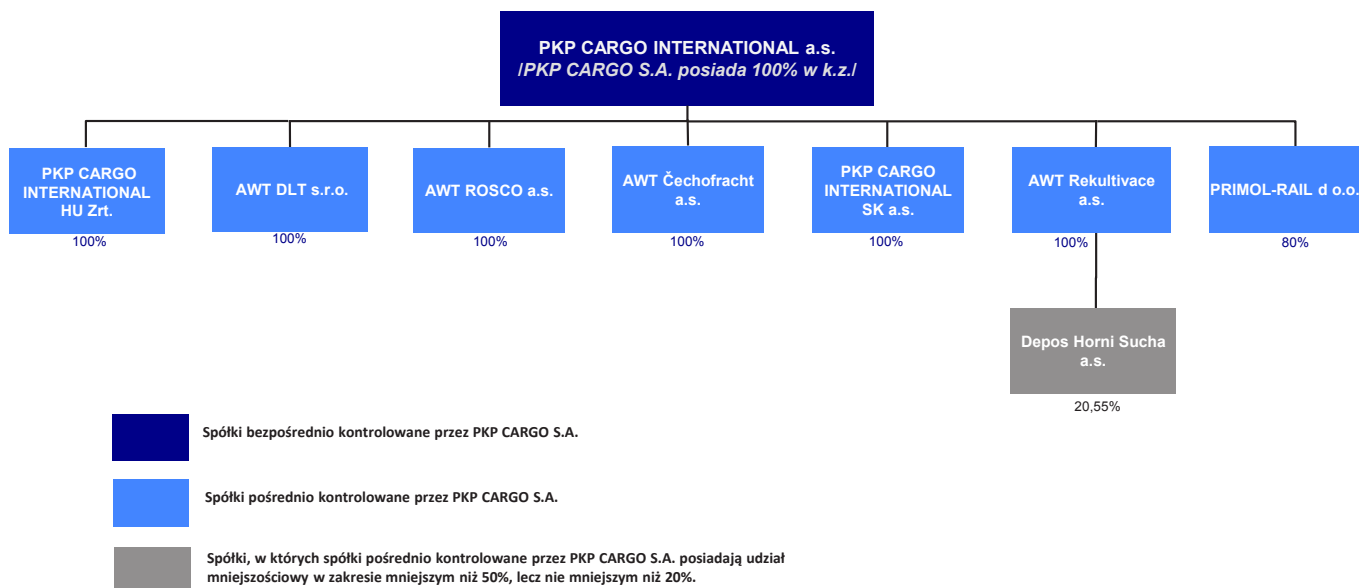 PKP CARGO INTERNATIONAL a.s.
/PKP CARGO S.A. posiada 100% w k.z./
PKP CARGO
INTERNATIONAL
HU Zrt.
100%
AWT DLT s.r.o.
100%
AWT ROSCO a.s.
100%
AWT Čechofracht
a.s.
100%
PKP CARGO
INTERNATIONAL
SK a.s.
100%
AWT Rekultivace
a.s.
100%
PRIMOL-RAIL d o.o.
80%
Depos Horni Sucha
a.s.
20,55%
Spółki bezpośrednio kontrolowane przez PKP CARGO S.A.
Spółki pośrednio kontrolowane przez PKP CARGO S.A.
Spółki, w których spółki pośrednio kontrolowane przez PKP CARGO S.A. posiadają udział
mniejszościowy w zakresie mniejszym niż 50%, lecz nie mniejszym niż 20%.